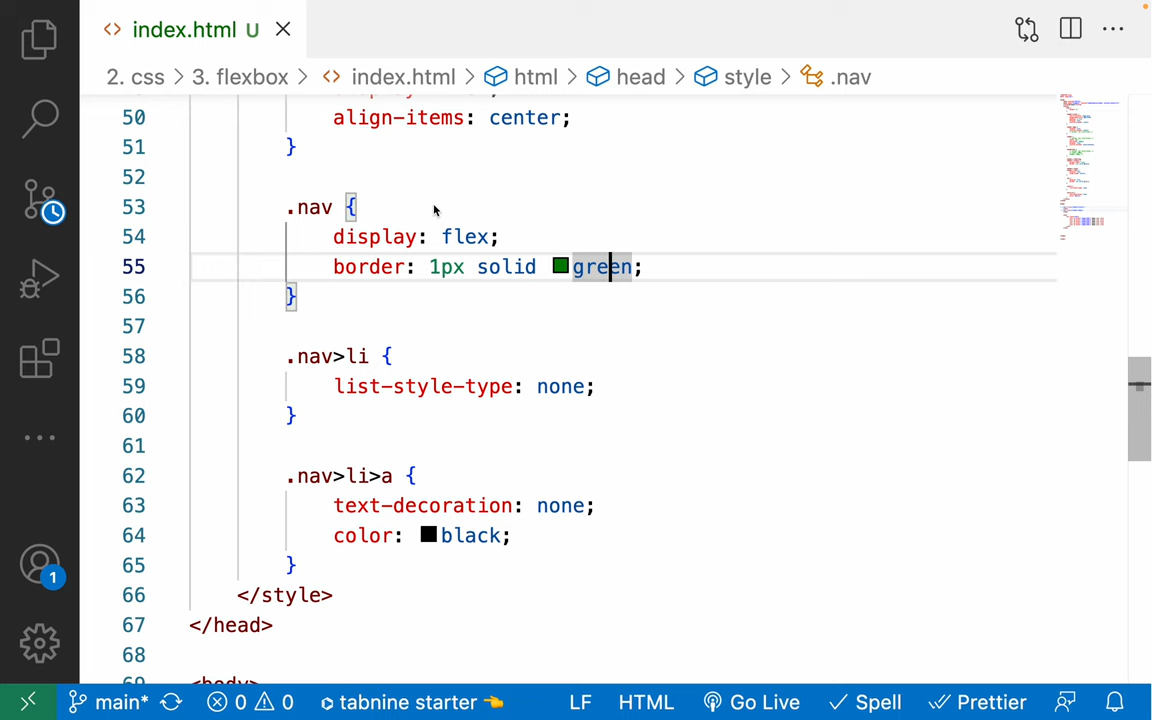 index.html U
2. css > 3. flexbox > index.html > html > head > style > .nav
50 align-items: center;
51 }
52
53 .nav {
54 display: flex;
55 border: 1px solid green;
56 }
57
58 .nav>li {
59 list-style-type: none;
60 }
61
62 .nav>li>a {
63 text-decoration: none;
64 color: black;
65 }
66 </style>
67 </head>
68
1
main* 0 0 tabnine starter LF HTML Go Live Spell Prettier